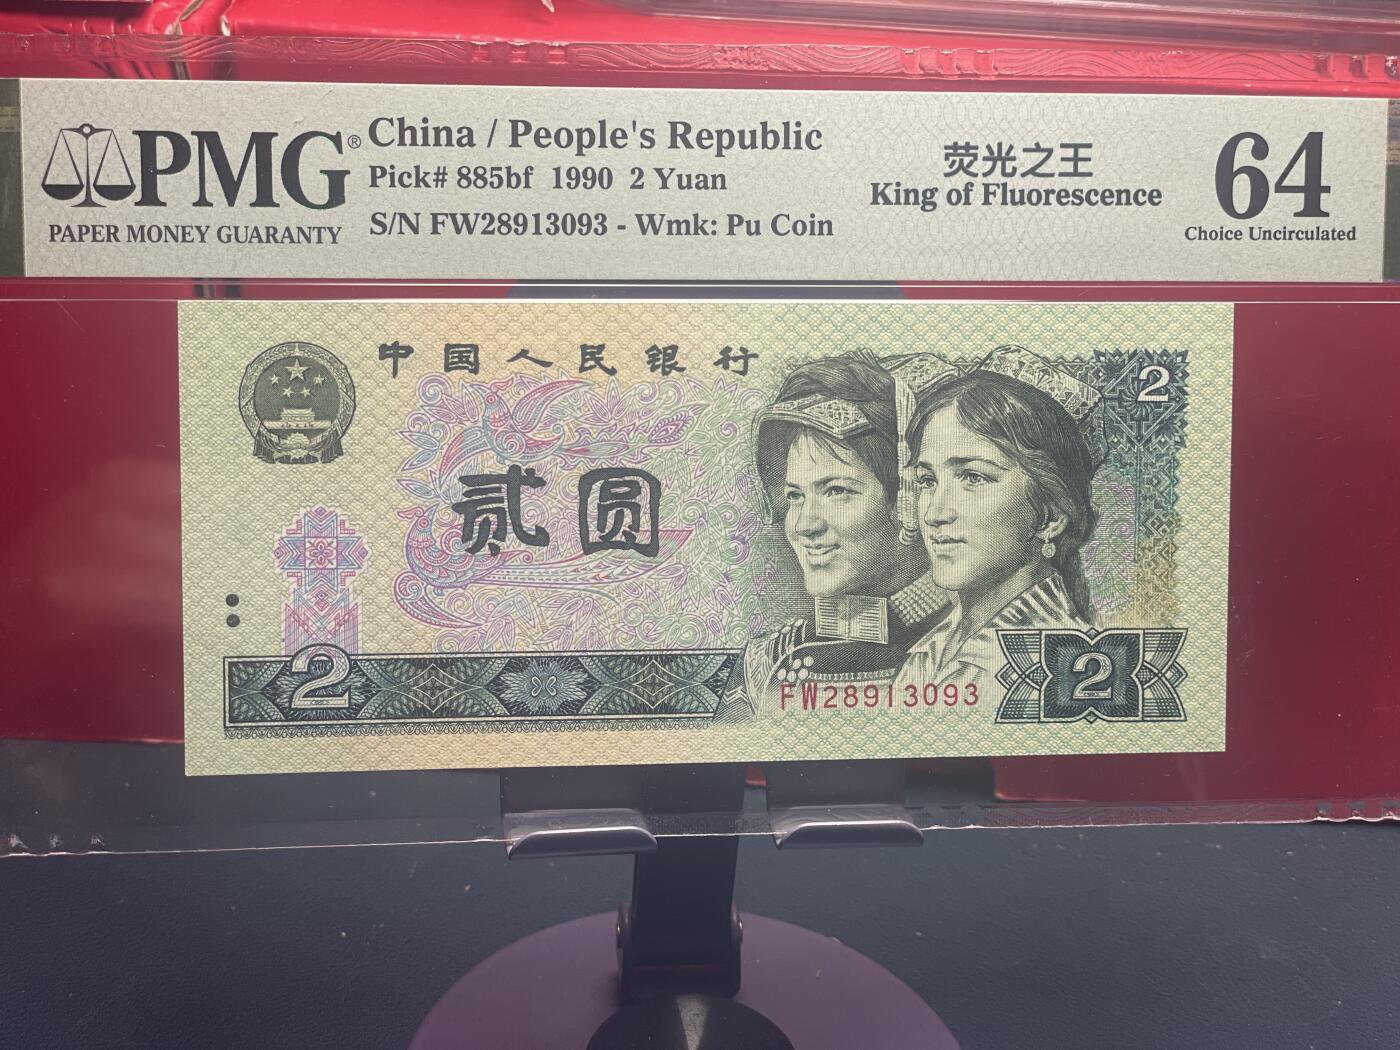 PMG®
PAPER MONEY GUARANTY
China / People's Republic
Pick# 885bf 1990 2 Yuan
S/N FW28913093 - Wmk: Pu Coin
荧光之王
King of Fluorescence
64
Choice Uncirculated
中国人民银行
2
贰圆
2
FW28913093
2